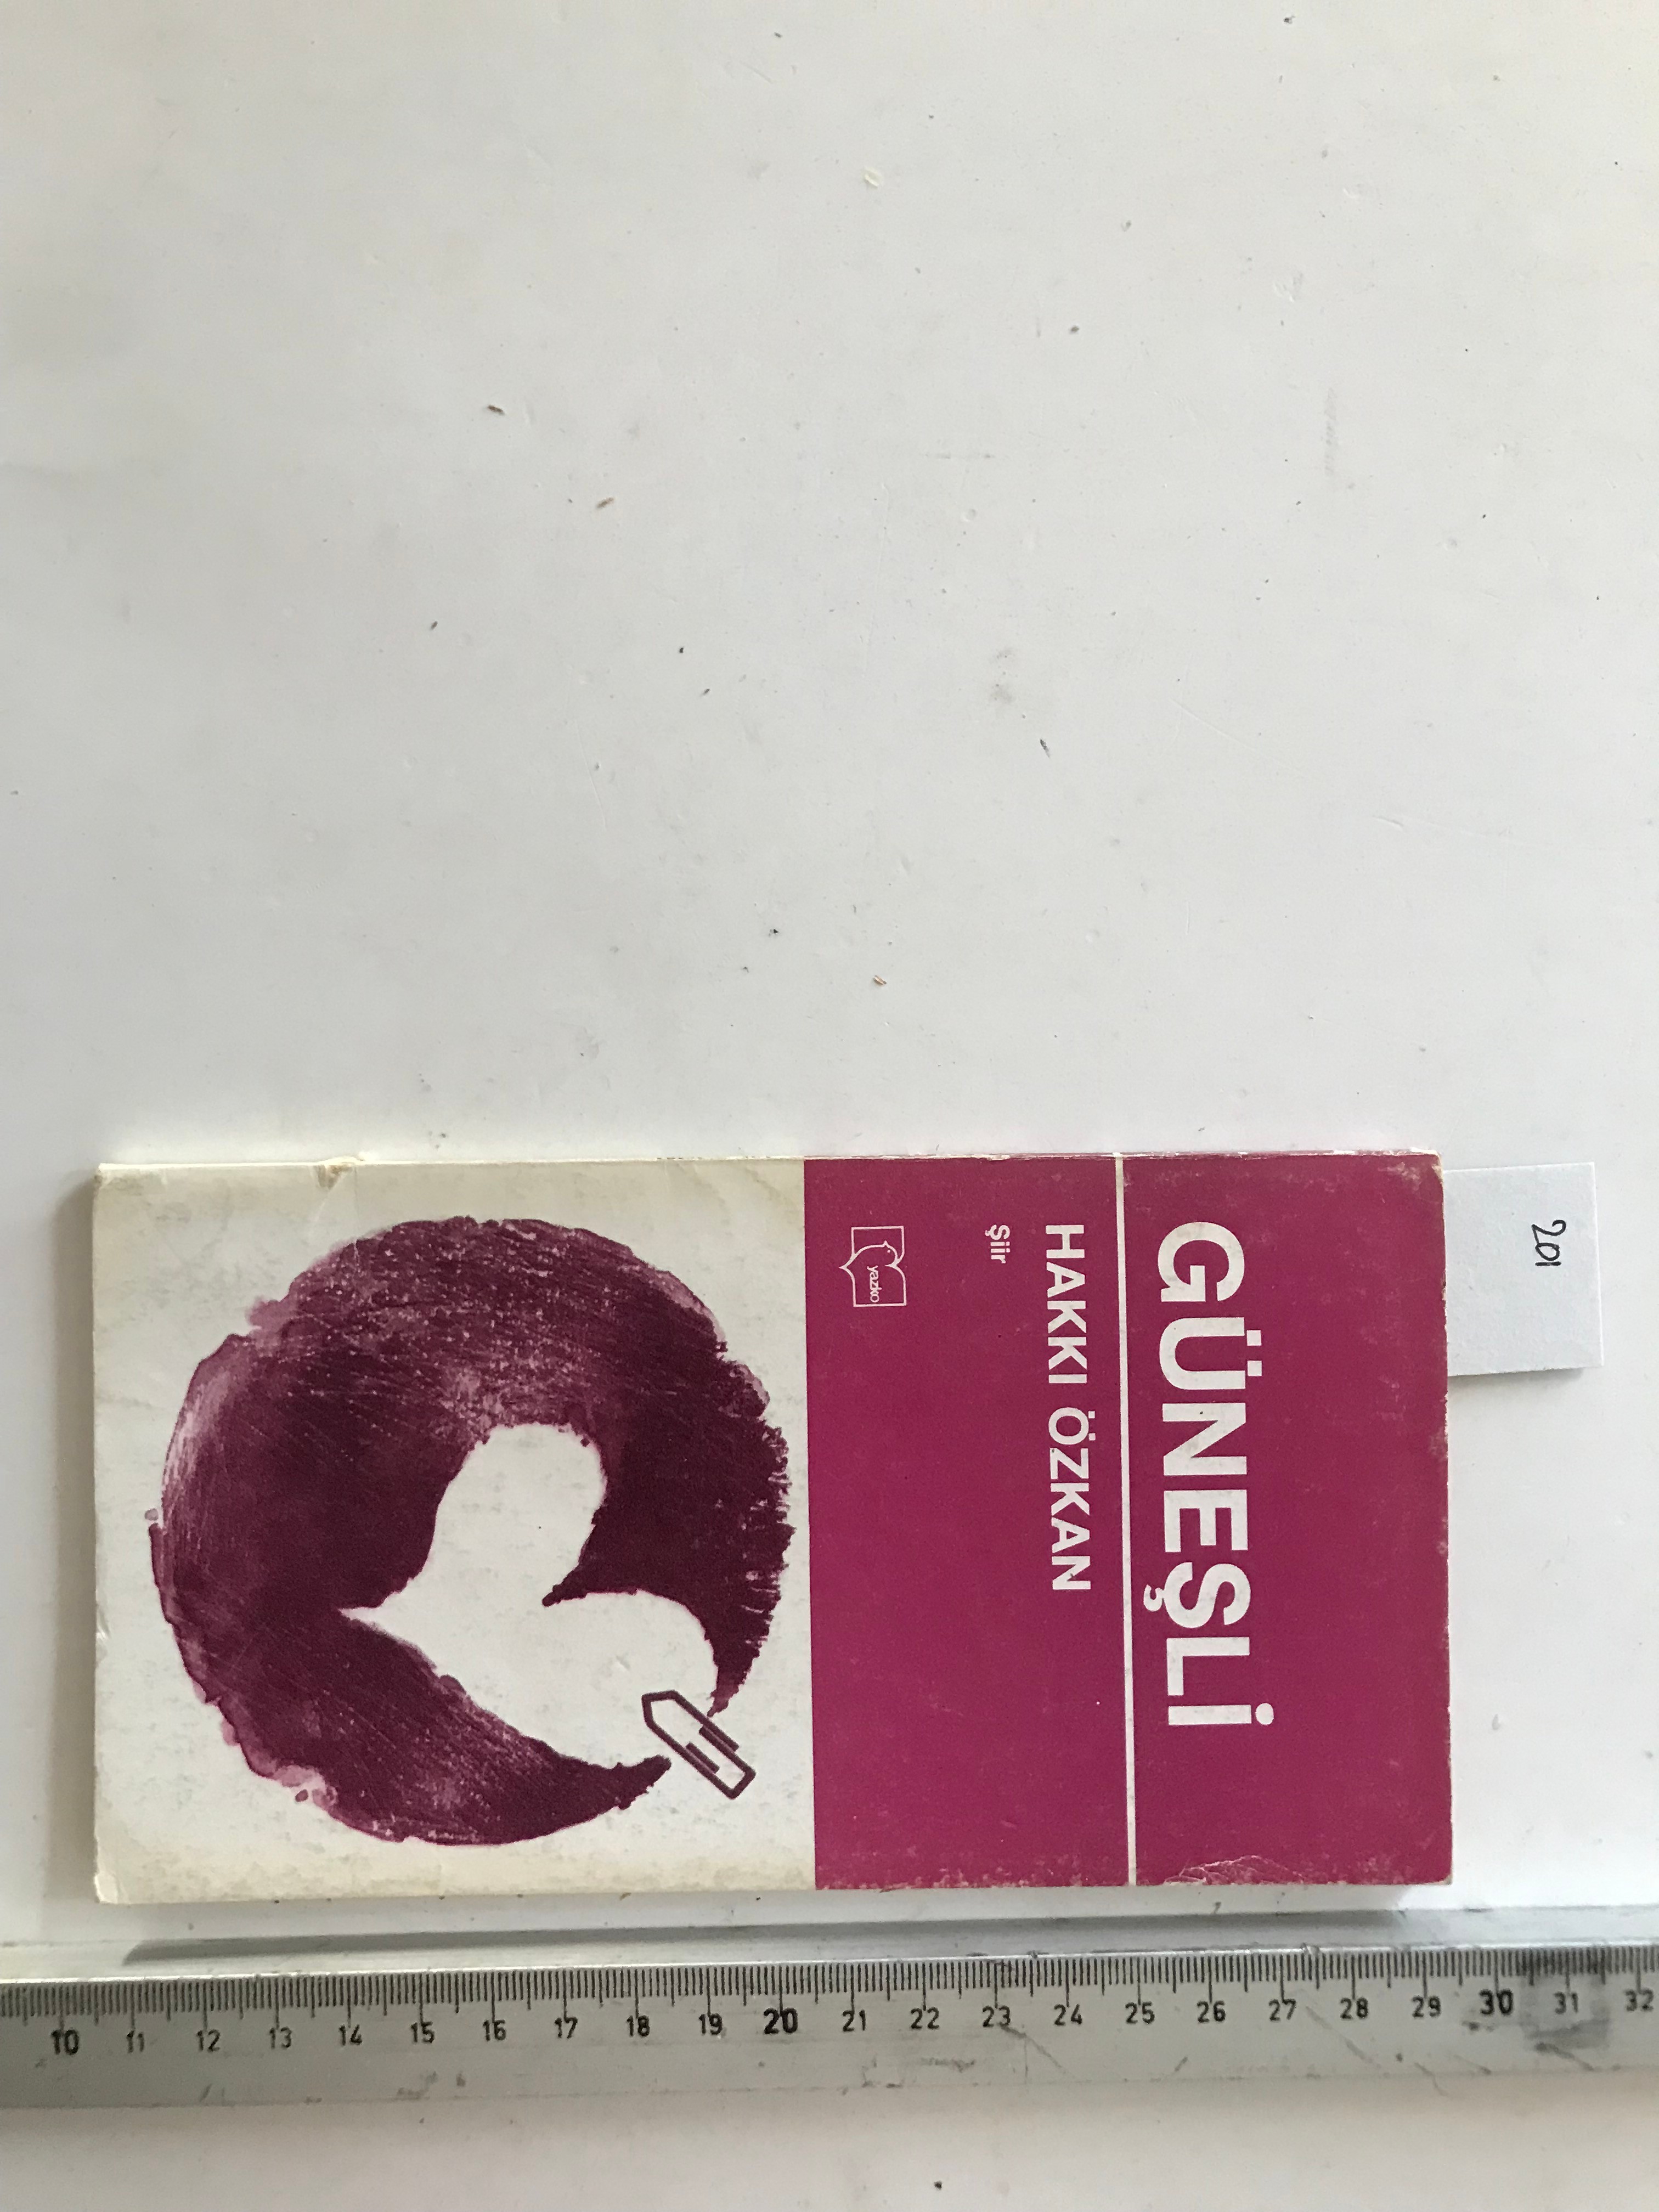 201
GÜNEŞLİ
HAKKI ÖZKAN
Şiir
yazko
10 11 12 13 14 15 16 17 18 19 20 21 22 23 24 25 26 27 28 29 30 31 32